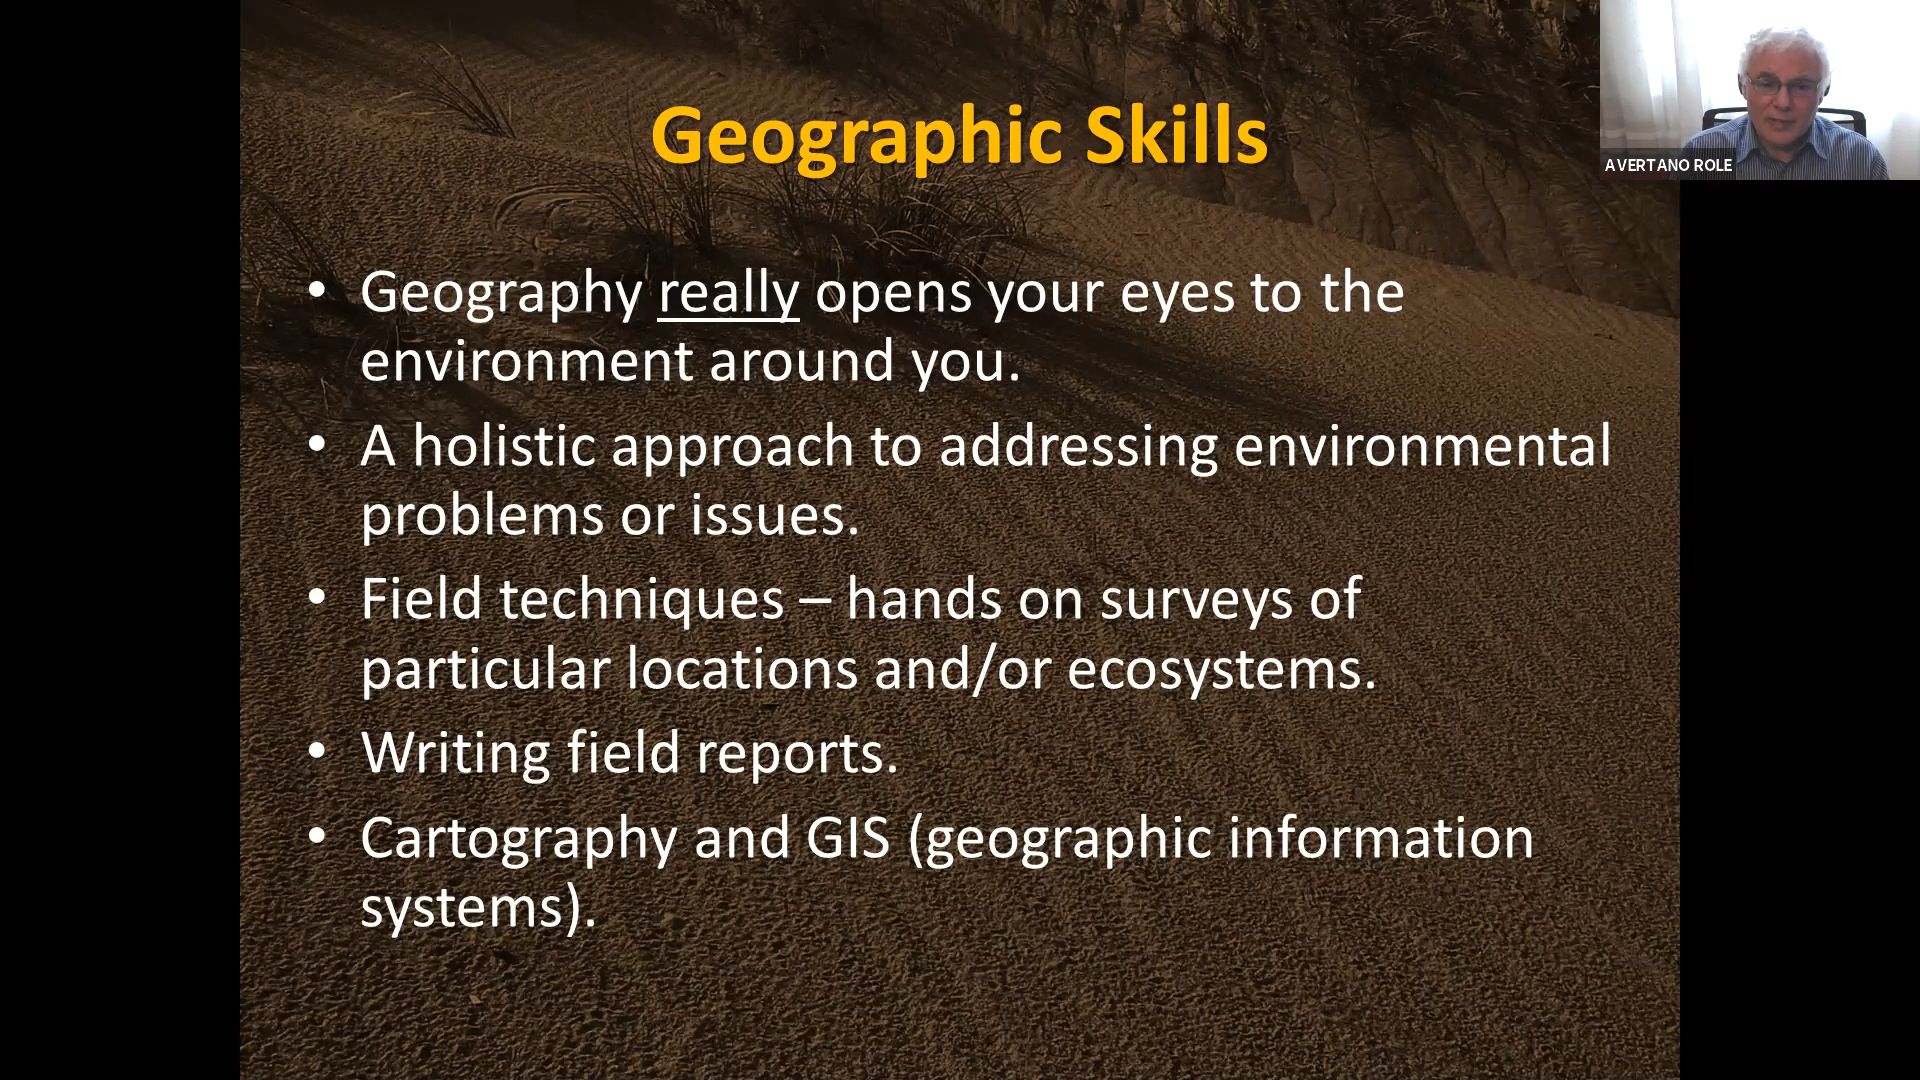 Geographic Skills
AVERTANO ROLE
• Geography really opens your eyes to the
environment around you.
• A holistic approach to addressing environmental
problems or issues.
• Field techniques – hands on surveys of
particular locations and/or ecosystems.
• Writing field reports.
• Cartography and GIS (geographic information
systems).